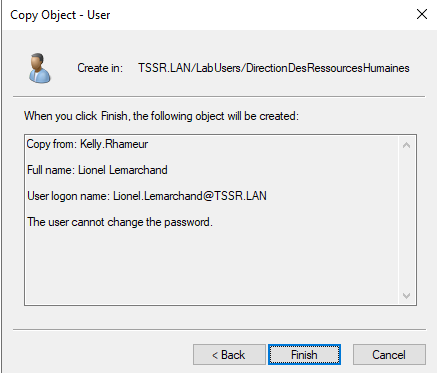 Copy Object - User
Create in: TSSR.LAN/LabUsers/DirectionDesRessourcesHumaines
When you click Finish, the following object will be created:
Copy from: Kelly.Rhameur
Full name: Lionel Lemarchand
User logon name: Lionel.Lemarchand@TSSR.LAN
The user cannot change the password.
< Back Finish Cancel